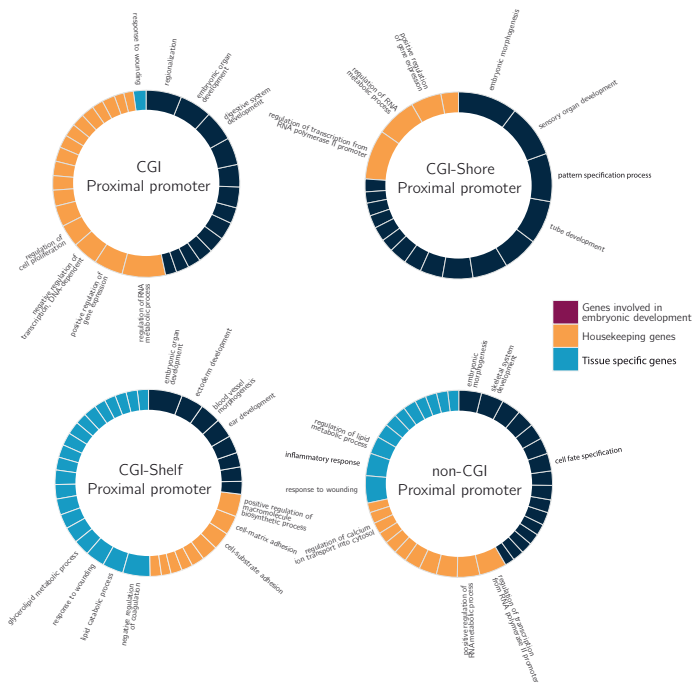 response to wounding
regionalization
embryonic organ
development
digestive system
development
CGI
Proximal promoter
regulation of
cell proliferation
negative regulation of
transcription, DNA-dependent
positive regulation of
gene expression
regulation of RNA
metabolic process
embryonic morphogenesis
positive regulation
of gene expression
regulation of RNA
metabolic process
regulation of transcription from
RNA polymerase II promoter
sensory organ development
CGI-Shore
Proximal promoter
pattern specification process
tube development
Genes involved in
embryonic development
Housekeeping genes
Tissue specific genes
embryonic organ
development
ectoderm development
blood vessel
morphogenesis
ear development
CGI-Shelf
Proximal promoter
positive regulation of
macromolecule
biosynthetic process
cell-matrix adhesion
cell-substrate adhesion
glycerolipid metabolic process
response to wounding
lipid catabolic process
negative regulation
of coagulation
embryonic
morphogenesis
skeletal system
development
regulation of lipid
metabolic process
inflammatory response
cell fate specification
non-CGI
Proximal promoter
response to wounding
regulation of calcium
ion transport into cytosol
positive regulation of
RNA metabolic process
regulation of transcription
from RNA polymerase II promoter